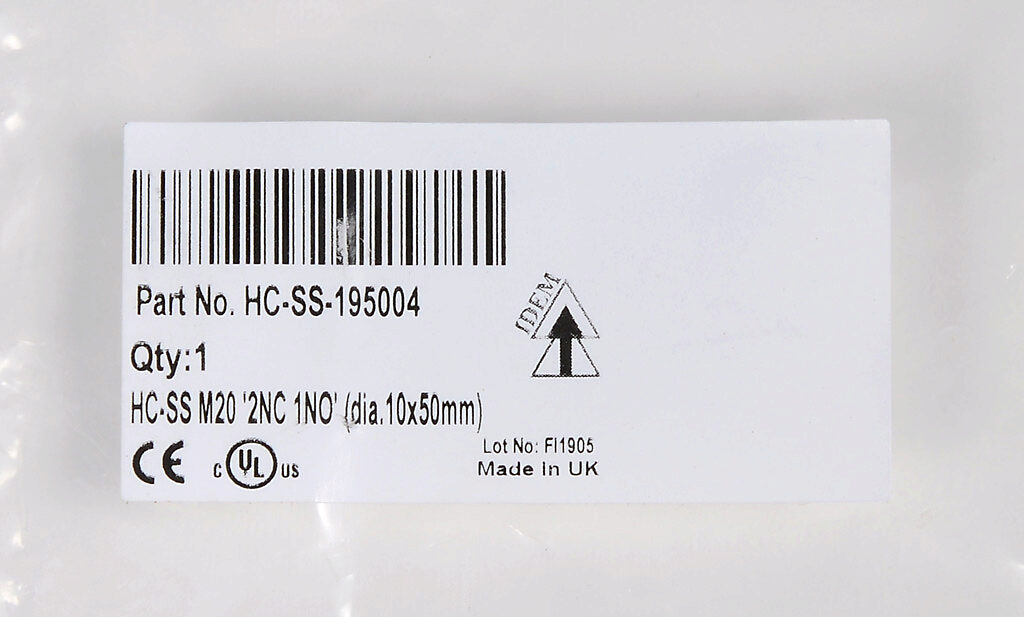 Part No. HC-SS-195004
IDEM
Qty:1
HC-SS M20 '2NC 1NO' (dia.10x50mm)
CE c UL US
Lot No: FI1905
Made In UK